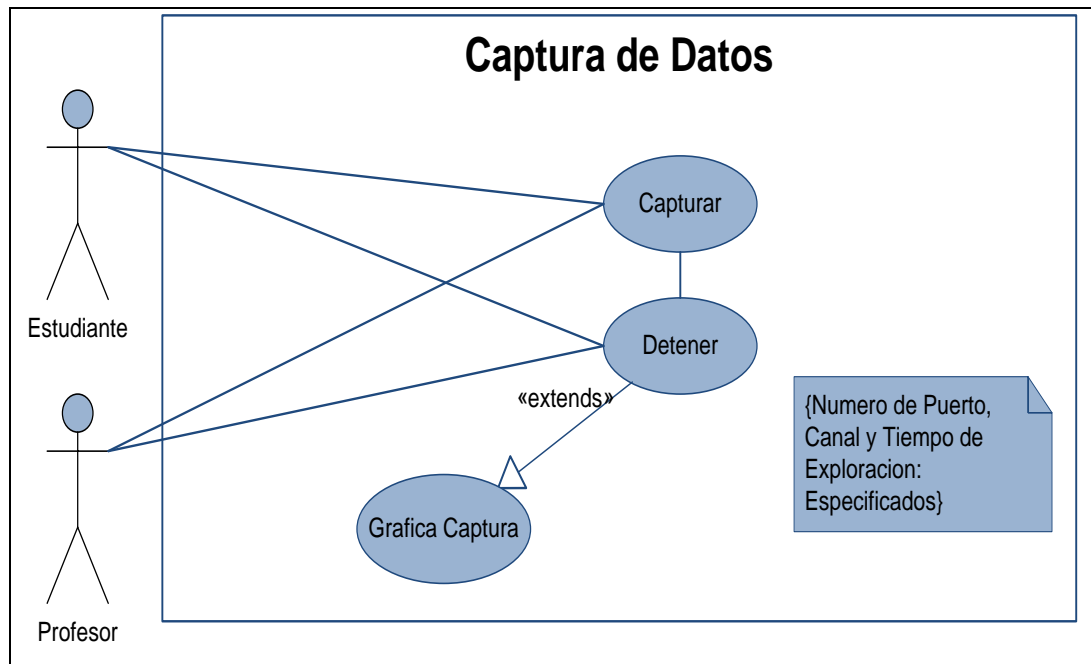 Captura de Datos
Capturar
Estudiante
Detener
«extends»
{Numero de Puerto,
Canal y Tiempo de
Exploracion:
Especificados}
Grafica Captura
Profesor